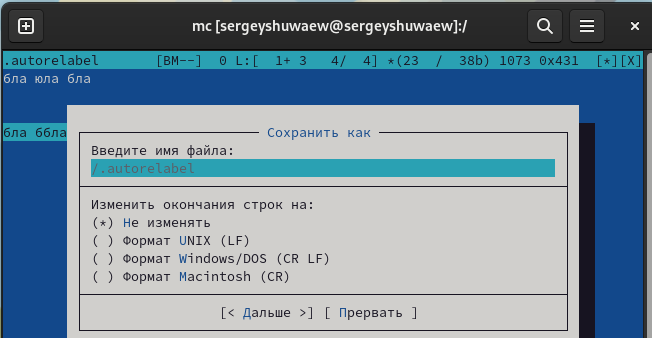 mc [sergeyshuwaew@sergeyshuwaew]:/
.autorelabel [BM--] 0 L:[ 1+ 3 4/ 4] *(23 / 38b) 1073 0x431 [*][X]
бла юла бла
бла ббла
Сохранить как
Введите имя файла:
/.autorelabel
Изменить окончания строк на:
(*) Не изменять
( ) Формат UNIX (LF)
( ) Формат Windows/DOS (CR LF)
( ) Формат Macintosh (CR)
[< Дальше >] [ Прервать ]